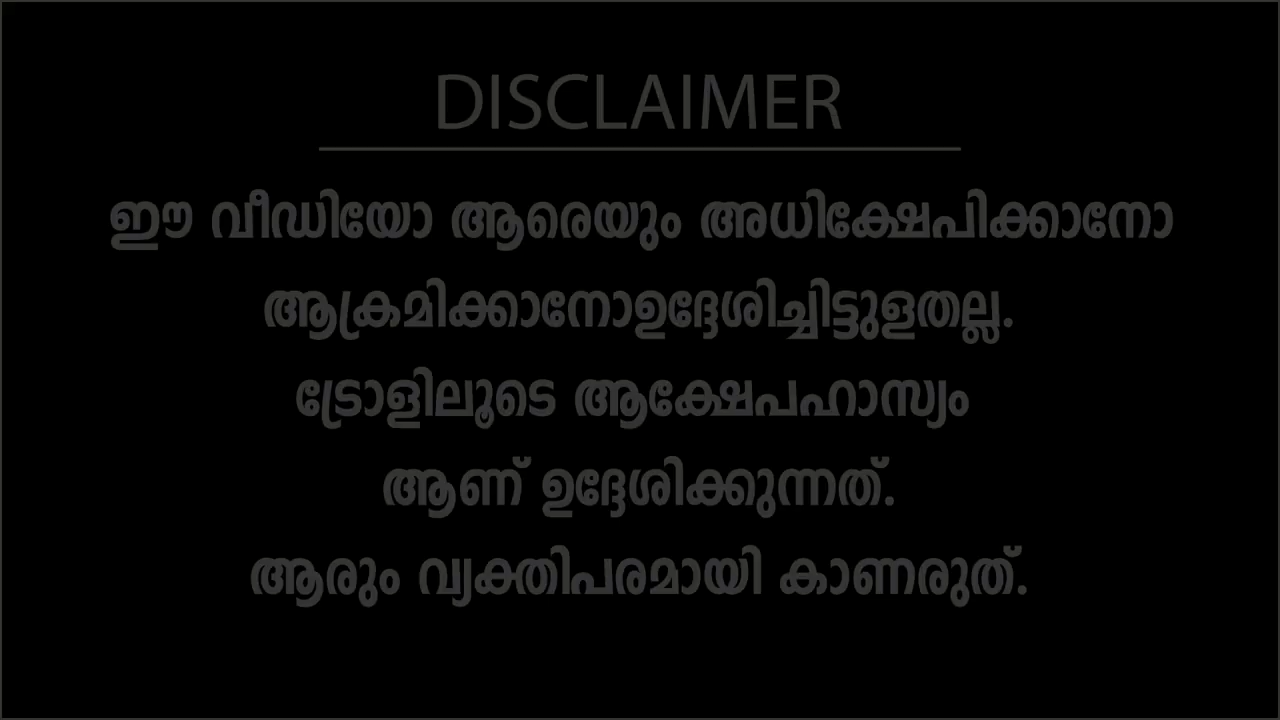 DISCLAIMER
ഈ വീഡിയോ ആരെയും അധിക്ഷേപിക്കാനോ
ആക്രമിക്കാനോഉദ്ദേശിച്ചിട്ടുളതല്ല.
ട്രോളിലൂടെ ആക്ഷേപഹാസ്യം
ആണ് ഉദ്ദേശിക്കുന്നത്.
ആരും വ്യക്തിപരമായി കാണരുത്.